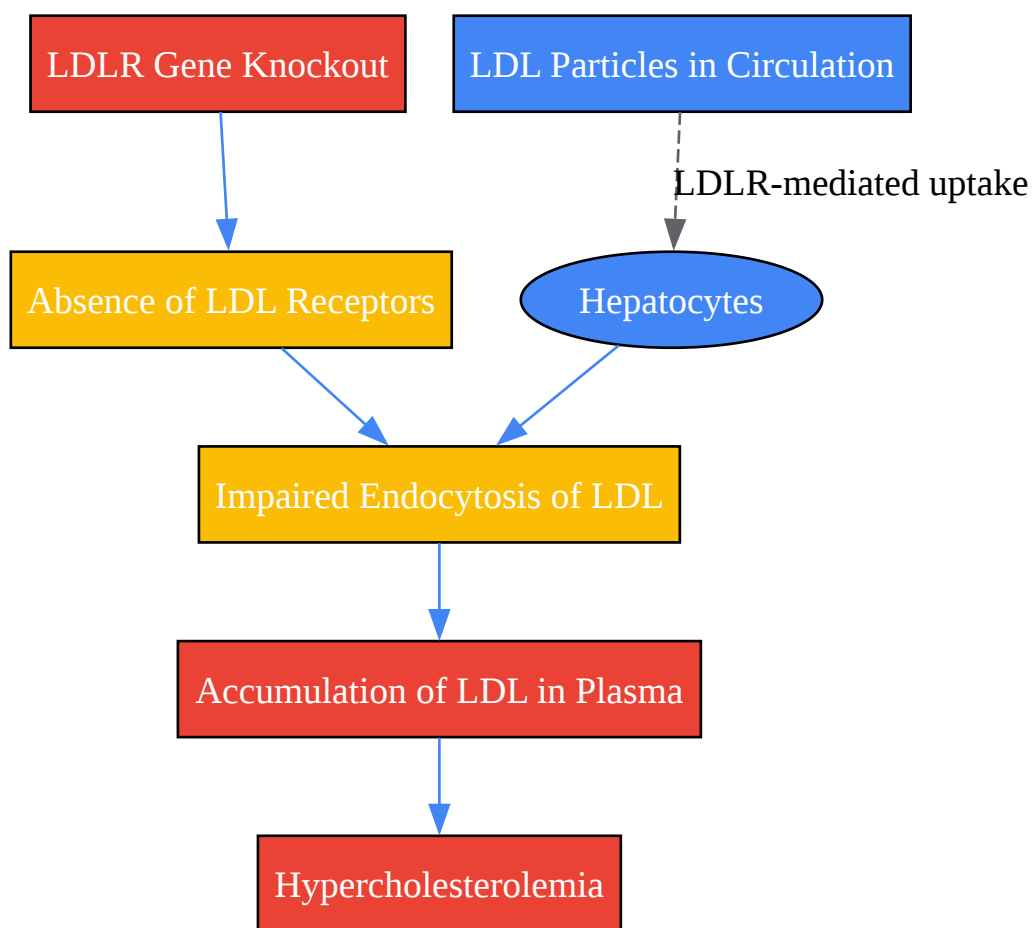 LDLR Gene Knockout
LDL Particles in Circulation
LDLR-mediated uptake
Absence of LDL Receptors
Hepatocytes
Impaired Endocytosis of LDL
Accumulation of LDL in Plasma
Hypercholesterolemia